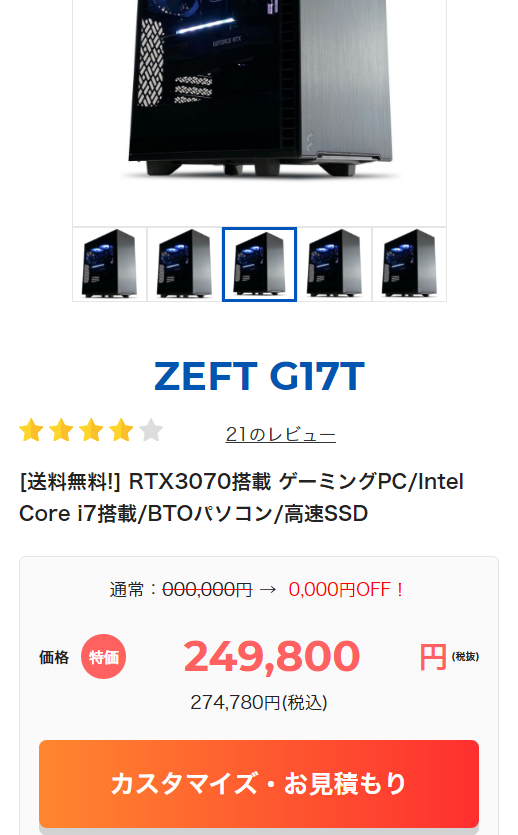 GEFORCE RTX
ZEFT G17T
21のレビュー
[送料無料!] RTX3070搭載 ゲーミングPC/Intel
Core i7搭載/BTOパソコン/高速SSD
通常：000,000円 → 0,000円OFF！
価格 特価 249,800 円 (税抜)
274,780円(税込)
カスタマイズ・お見積もり